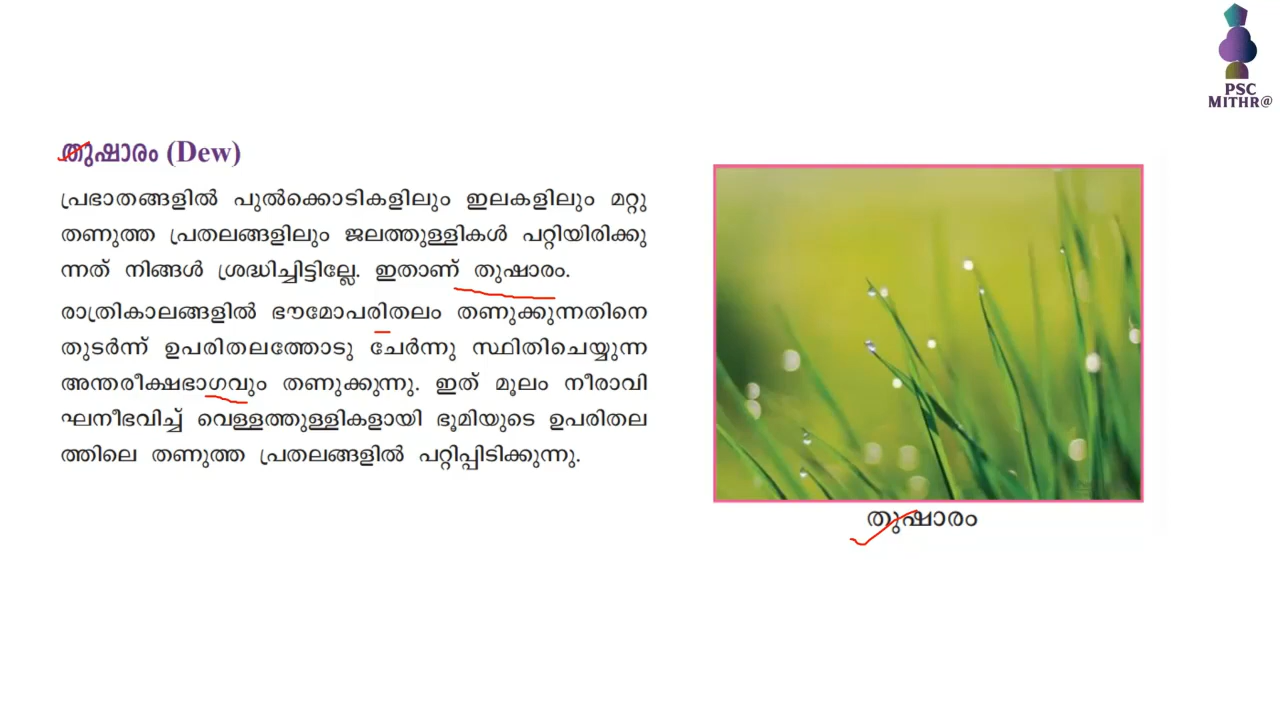 PSC
MITHR@
തുഷാരം (Dew)
പ്രഭാതങ്ങളിൽ പുൽക്കൊടികളിലും ഇലകളിലും മറ്റു
തണുത്ത പ്രതലങ്ങളിലും ജലത്തുള്ളികൾ പറ്റിയിരിക്കു
ന്നത് നിങ്ങൾ ശ്രദ്ധിച്ചിട്ടില്ലേ. ഇതാണ് തുഷാരം.
രാത്രികാലങ്ങളിൽ ഭൗമോപരിതലം തണുക്കുന്നതിനെ
തുടർന്ന് ഉപരിതലത്തോടു ചേർന്നു സ്ഥിതിചെയ്യുന്ന
അന്തരീക്ഷഭാഗവും തണുക്കുന്നു. ഇത് മൂലം നീരാവി
ഘനീഭവിച്ച് വെള്ളത്തുള്ളികളായി ഭൂമിയുടെ ഉപരിതല
ത്തിലെ തണുത്ത പ്രതലങ്ങളിൽ പറ്റിപ്പിടിക്കുന്നു.
തുഷാരം